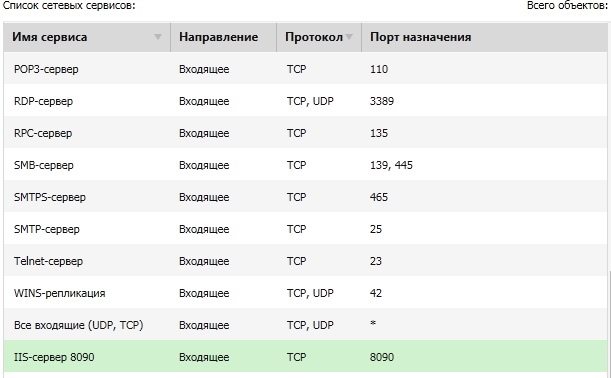 Список сетевых сервисов: Всего объектов:
Имя сервиса Направление Протокол Порт назначения
POP3-сервер Входящее TCP 110
RDP-сервер Входящее TCP, UDP 3389
RPC-сервер Входящее TCP 135
SMB-сервер Входящее TCP 139, 445
SMTPS-сервер Входящее TCP 465
SMTP-сервер Входящее TCP 25
Telnet-сервер Входящее TCP 23
WINS-репликация Входящее TCP, UDP 42
Все входящие (UDP, TCP) Входящее TCP, UDP *
IIS-сервер 8090 Входящее TCP 8090